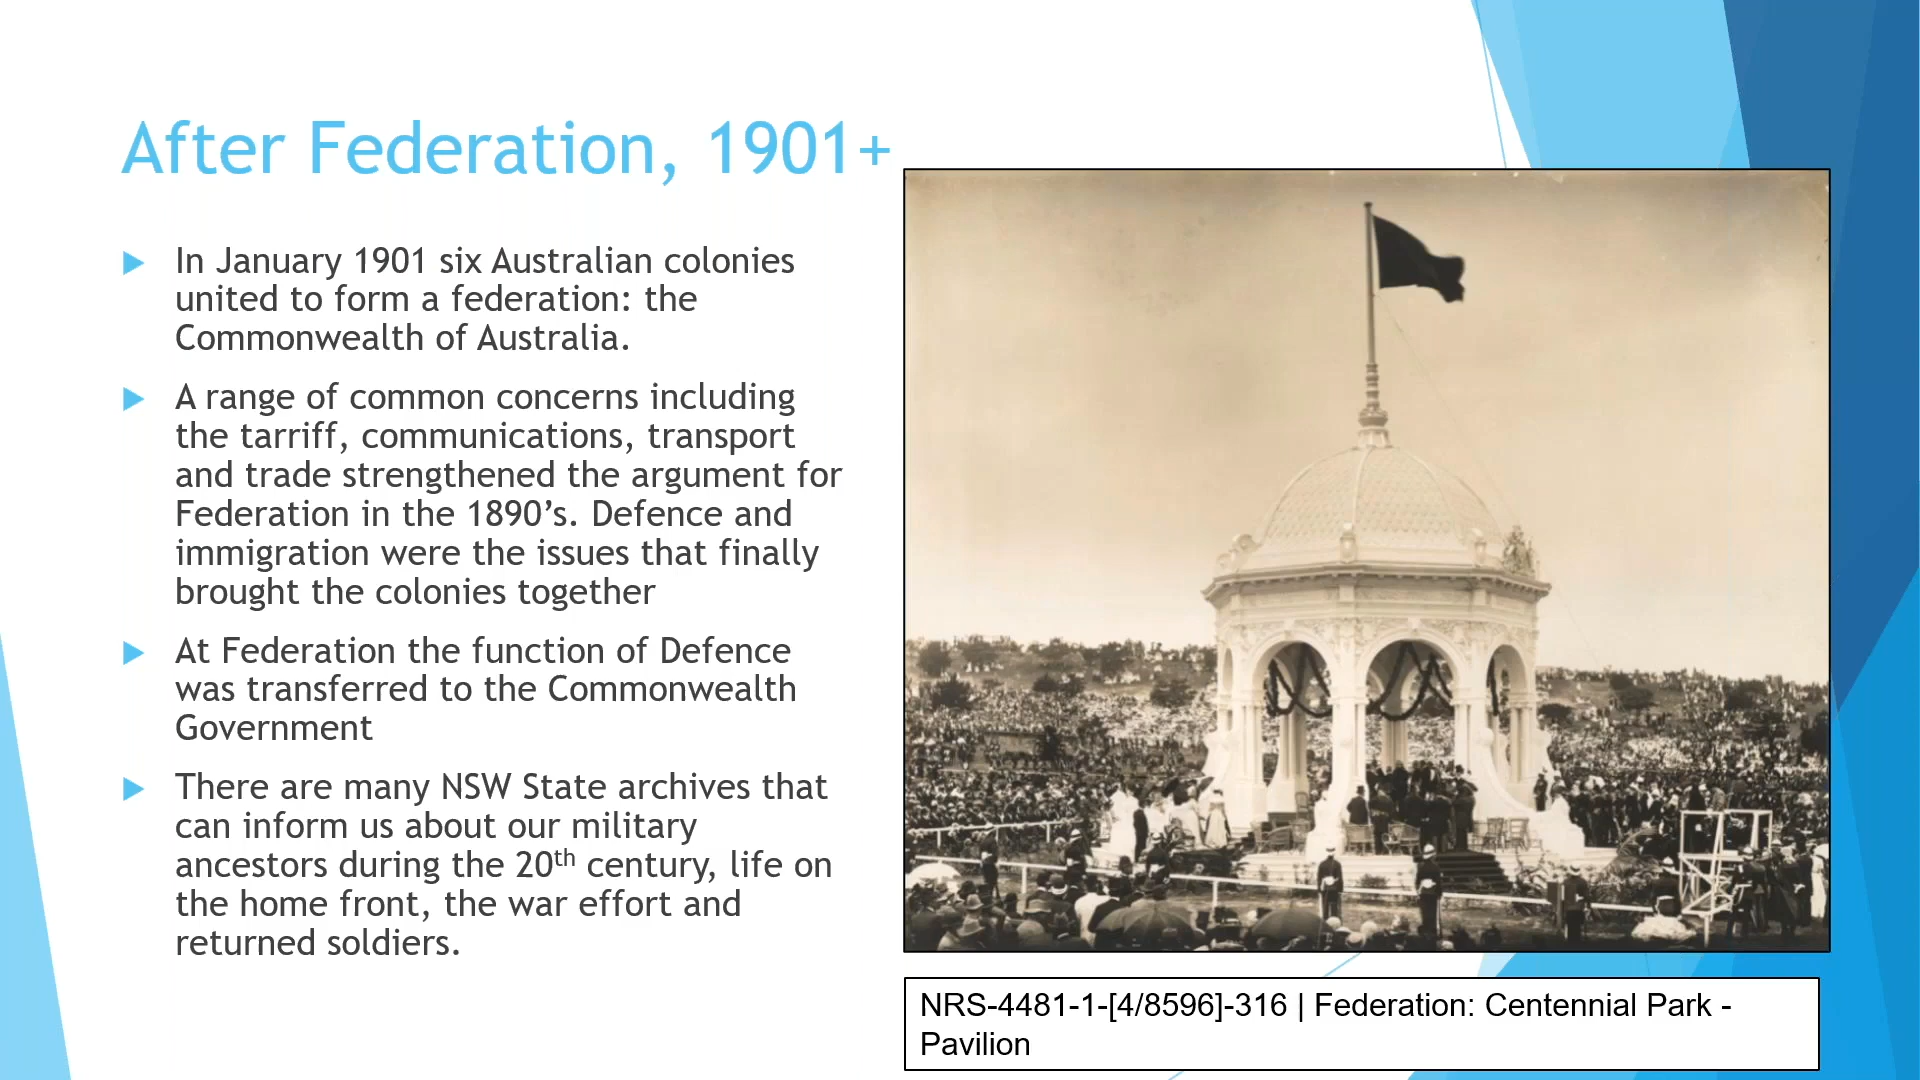 After Federation, 1901+
In January 1901 six Australian colonies
united to form a federation: the
Commonwealth of Australia.
A range of common concerns including
the tarriff, communications, transport
and trade strengthened the argument for
Federation in the 1890’s. Defence and
immigration were the issues that finally
brought the colonies together
At Federation the function of Defence
was transferred to the Commonwealth
Government
There are many NSW State archives that
can inform us about our military
ancestors during the 20th century, life on
the home front, the war effort and
returned soldiers.
NRS-4481-1-[4/8596]-316 | Federation: Centennial Park -
Pavilion